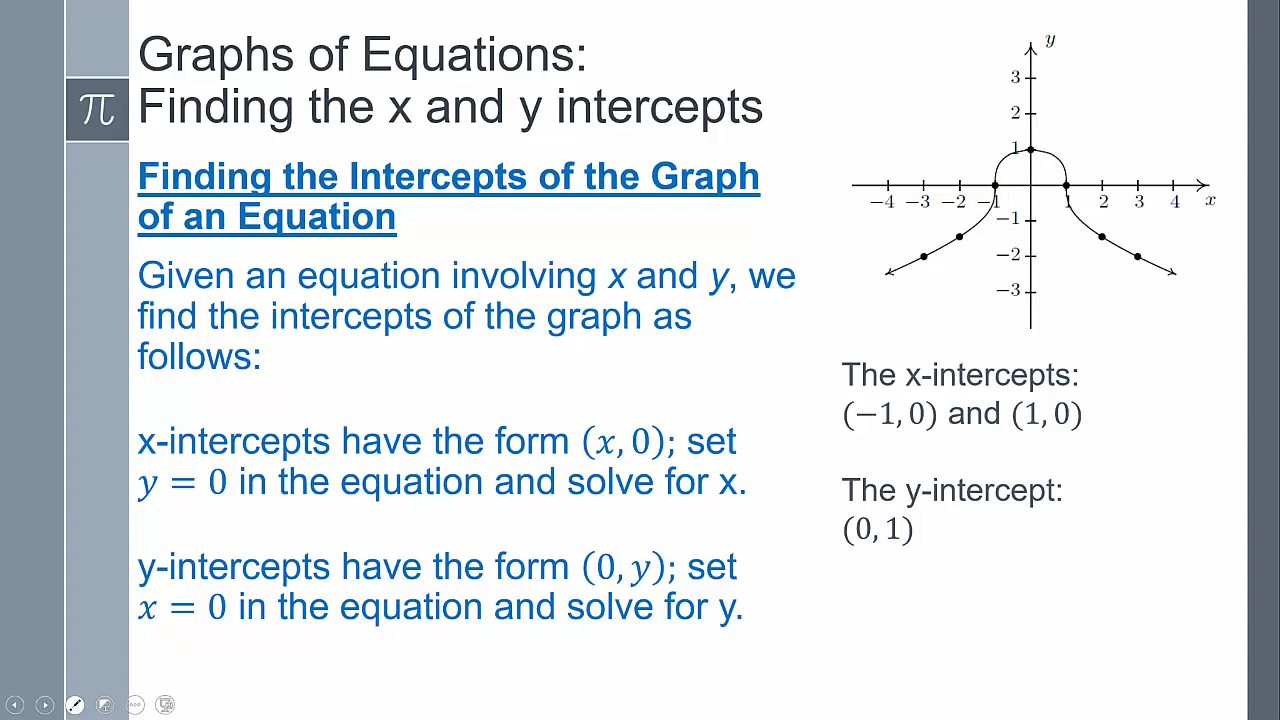 Graphs of Equations:
π
Finding the x and y intercepts
Finding the Intercepts of the Graph
of an Equation
Given an equation involving x and y, we
find the intercepts of the graph as
follows:
x-intercepts have the form (x, 0); set
y = 0 in the equation and solve for x.
y-intercepts have the form (0, y); set
x = 0 in the equation and solve for y.
y
3
2
1
−4 −3 −2 −1 1 2 3 4 x
−1
−2
−3
The x-intercepts:
(−1, 0) and (1, 0)
The y-intercept:
(0, 1)